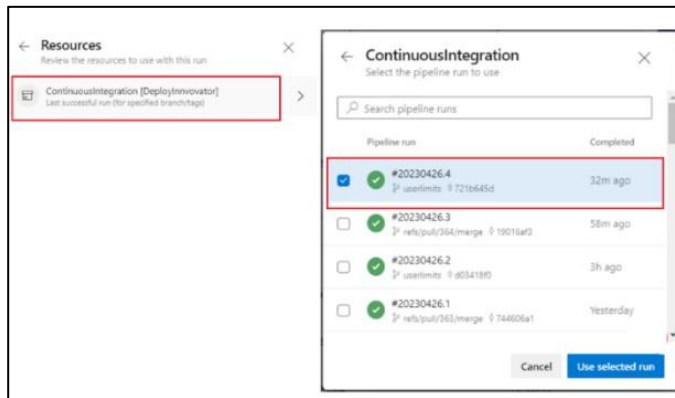 Resources
Review the resources to use with this run
ContinuousIntegration [DeployInnvovator]
Last successful run (for specified branch/tags)
ContinuousIntegration
Select the pipeline run to use
Search pipeline runs
Pipeline run Completed
#20230426.4
userlimits 721b645d
32m ago
#20230426.3
refs/pull/364/merge 19016af3
58m ago
#20230426.2
userlimits d03418f0
3h ago
#20230426.1
refs/pull/363/merge 744606a1
Yesterday
Cancel Use selected run